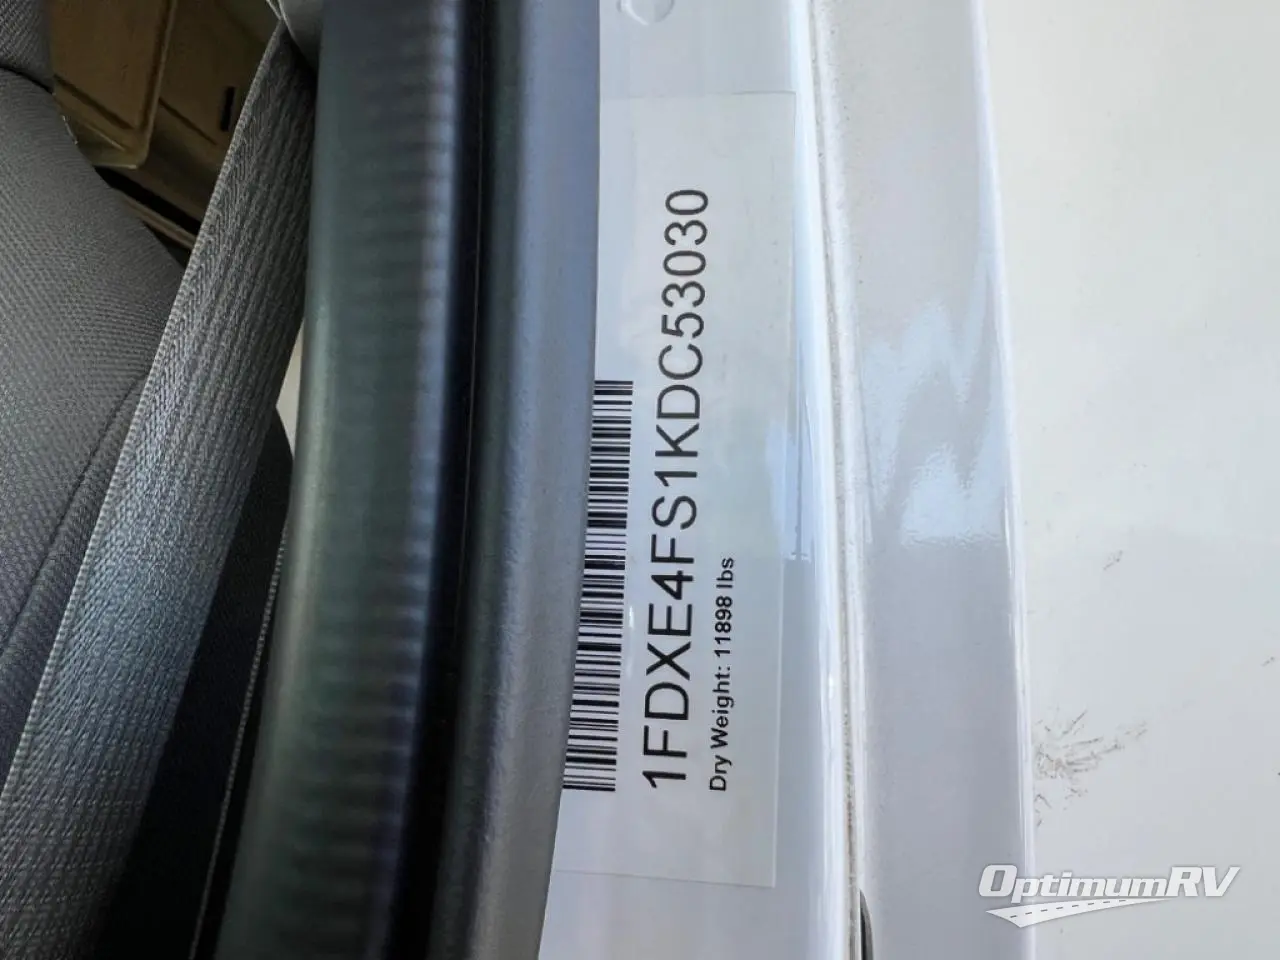 1FDXE4FS1KDC53030
Dry Weight: 11898 lbs
OptimumRV